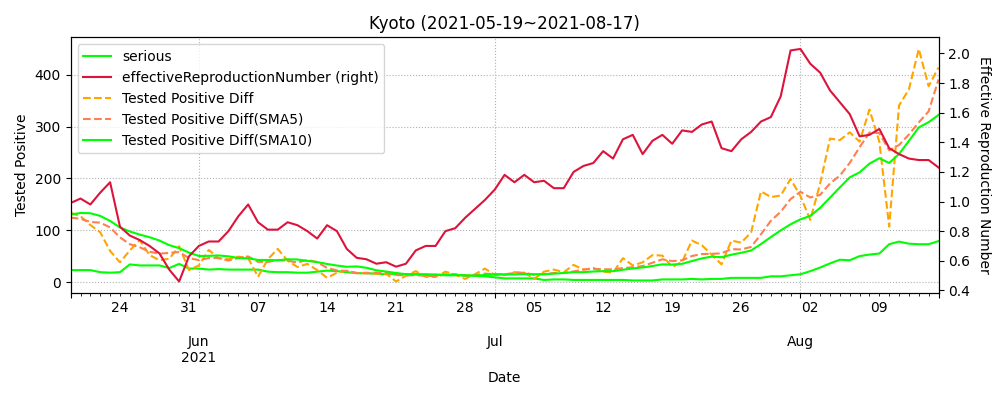 Kyoto (2021-05-19~2021-08-17)
serious
effectiveReproductionNumber (right)
Tested Positive Diff
Tested Positive Diff(SMA5)
Tested Positive Diff(SMA10)
Tested Positive
400
300
200
100
0
Effective Reproduction Number
2.0
1.8
1.6
1.4
1.2
1.0
0.8
0.6
0.4
24 31 07 14 21 28 05 12 19 26 02 09
Jun Jul Aug
2021
Date